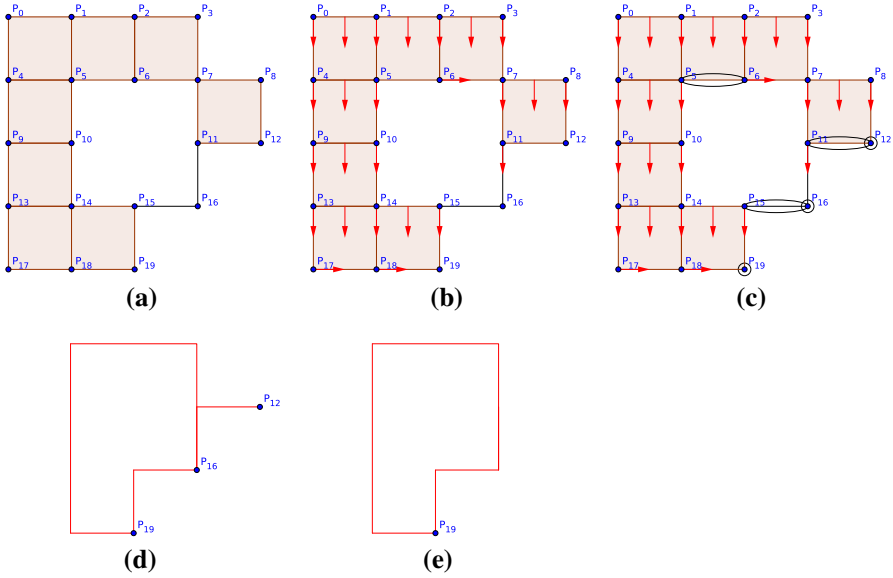 P0 P1 P2 P3 P0 P1 P2 P3 P0 P1 P2 P3
P4 P5 P6 P7 P8 P4 P5 P6 P7 P8 P4 P5 P6 P7 P8
P9 P10 P11 P12 P9 P10 P11 P12 P9 P10 P11 P12
P13 P14 P15 P16 P13 P14 P15 P16 P13 P14 P15 P16
P17 P18 P19 P17 P18 P19 P17 P18 P19
(a) (b) (c)
P12
P16
P19 P19
(d) (e)